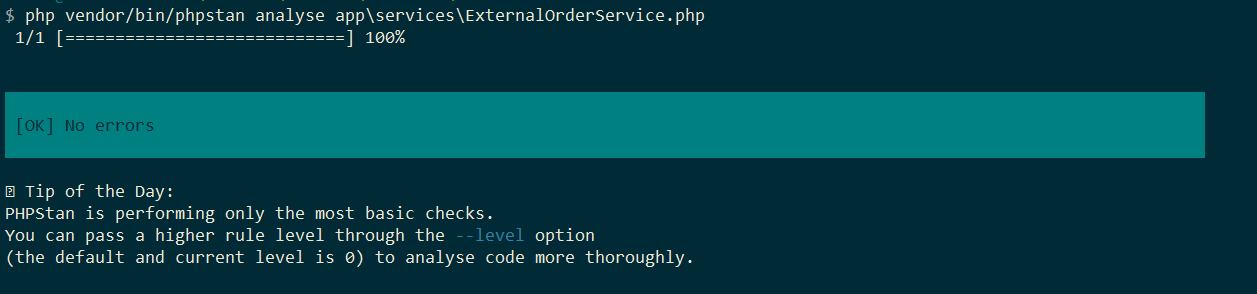 $ php vendor/bin/phpstan analyse app\services\ExternalOrderService.php
1/1 [============================] 100%
[OK] No errors
Tip of the Day:
PHPStan is performing only the most basic checks.
You can pass a higher rule level through the --level option
(the default and current level is 0) to analyse code more thoroughly.